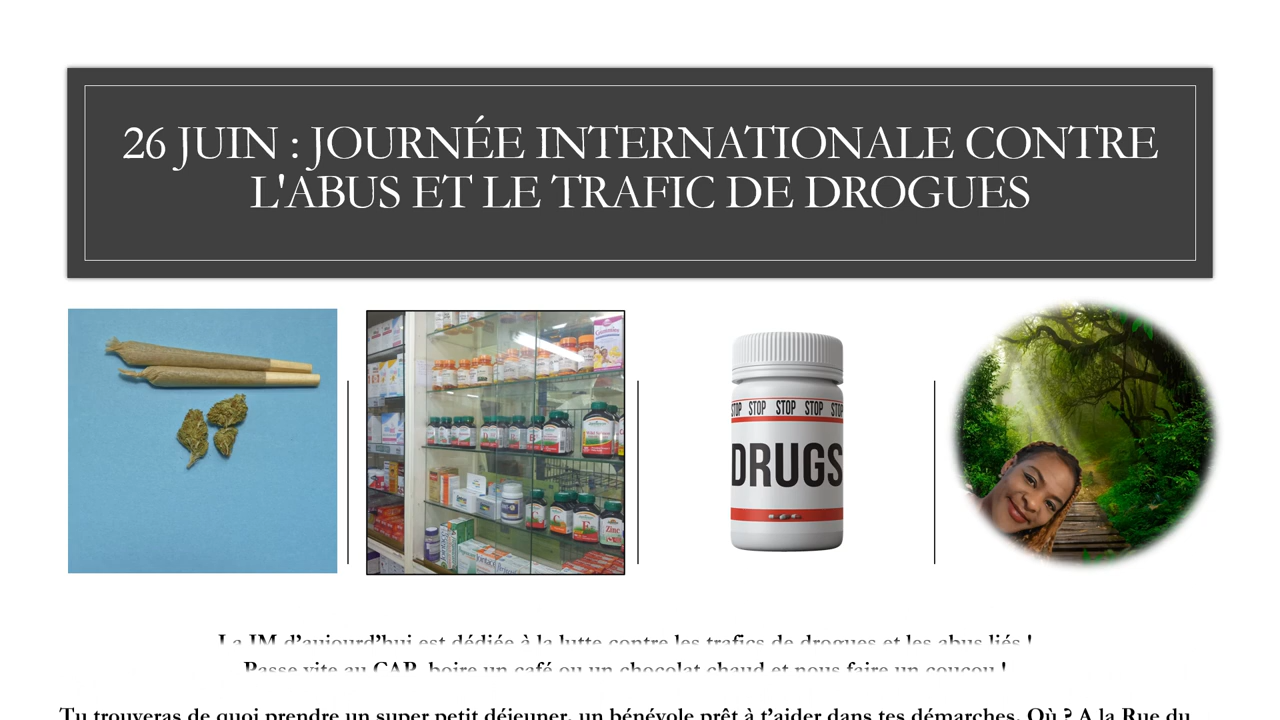 26 JUIN : JOURNÉE INTERNATIONALE CONTRE
L'ABUS ET LE TRAFIC DE DROGUES
STOP STOP STOP STOP STOP
DRUGS
La JM d’aujourd’hui est dédiée à la lutte contre les trafics de drogues et les abus liés !
Passe vite au CAP, boire un café ou un chocolat chaud et nous faire un coucou !
Tu trouveras de quoi prendre un super petit déjeuner, un bénévole prêt à t’aider dans tes démarches. Où ? A la Rue du